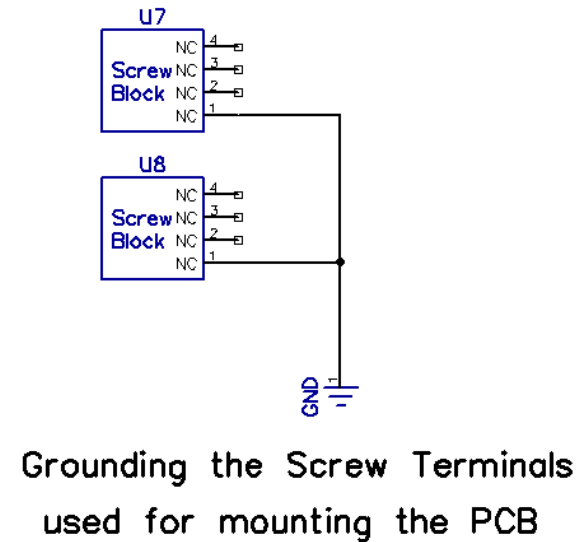 U7
NC 4
Screw NC 3
Block NC 2
NC 1
U8
NC 4
Screw NC 3
Block NC 2
NC 1
1
GND
Grounding the Screw Terminals
used for mounting the PCB